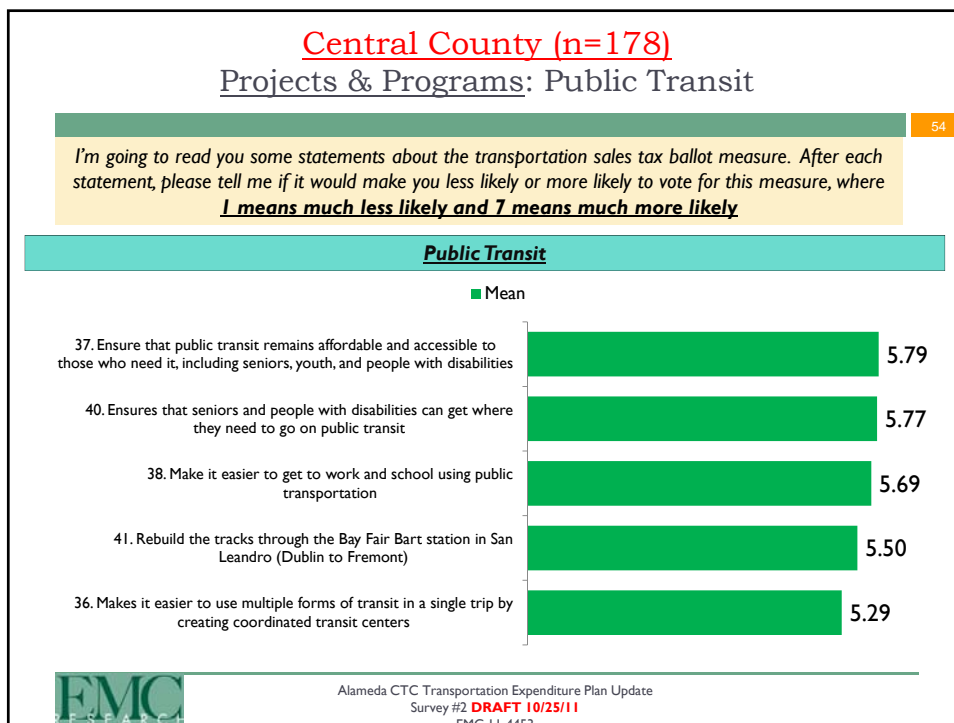 Central County (n=178)
Projects & Programs: Public Transit
54
I'm going to read you some statements about the transportation sales tax ballot measure. After each
statement, please tell me if it would make you less likely or more likely to vote for this measure, where
1 means much less likely and 7 means much more likely
Public Transit
Mean
37. Ensure that public transit remains affordable and accessible to
those who need it, including seniors, youth, and people with disabilities
5.79
40. Ensures that seniors and people with disabilities can get where
they need to go on public transit
5.77
38. Make it easier to get to work and school using public
transportation
5.69
41. Rebuild the tracks through the Bay Fair Bart station in San
Leandro (Dublin to Fremont)
5.50
36. Makes it easier to use multiple forms of transit in a single trip by
creating coordinated transit centers
5.29
EMC
RESEARCH
Alameda CTC Transportation Expenditure Plan Update
Survey #2 DRAFT 10/25/11
EMC 11-4453